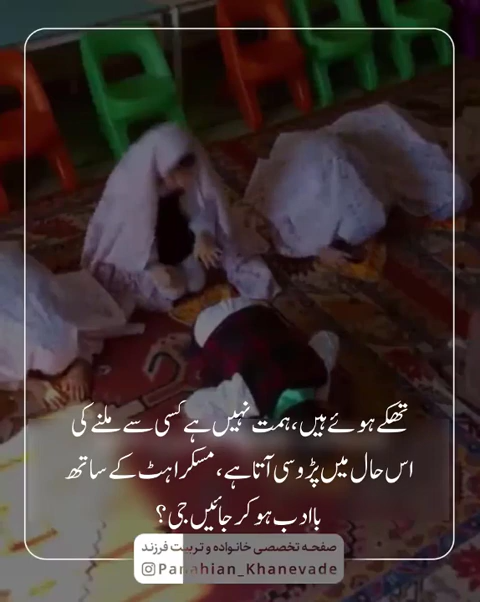 تھکے ہوئے ہیں، ہمت نہیں ہے کسی سے ملنے کی
اس حال میں پڑوسی آتا ہے، مسکراہٹ کے ساتھ
باادب ہو کر جائیں جی؟
صفحه تخصصی خانواده و تربیت فرزند
Panahian_Khanevade